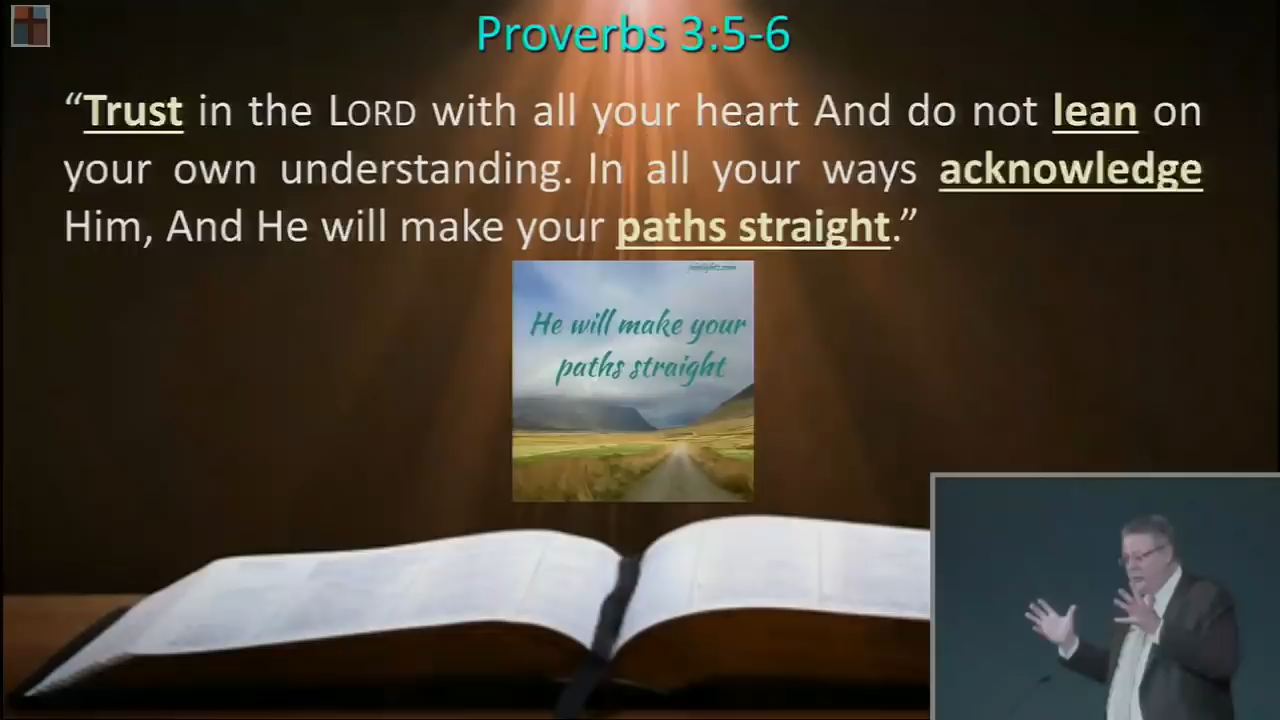 Proverbs 3:5-6
“Trust in the LORD with all your heart And do not lean on
your own understanding. In all your ways acknowledge
Him, And He will make your paths straight.”
He will make your
paths straight